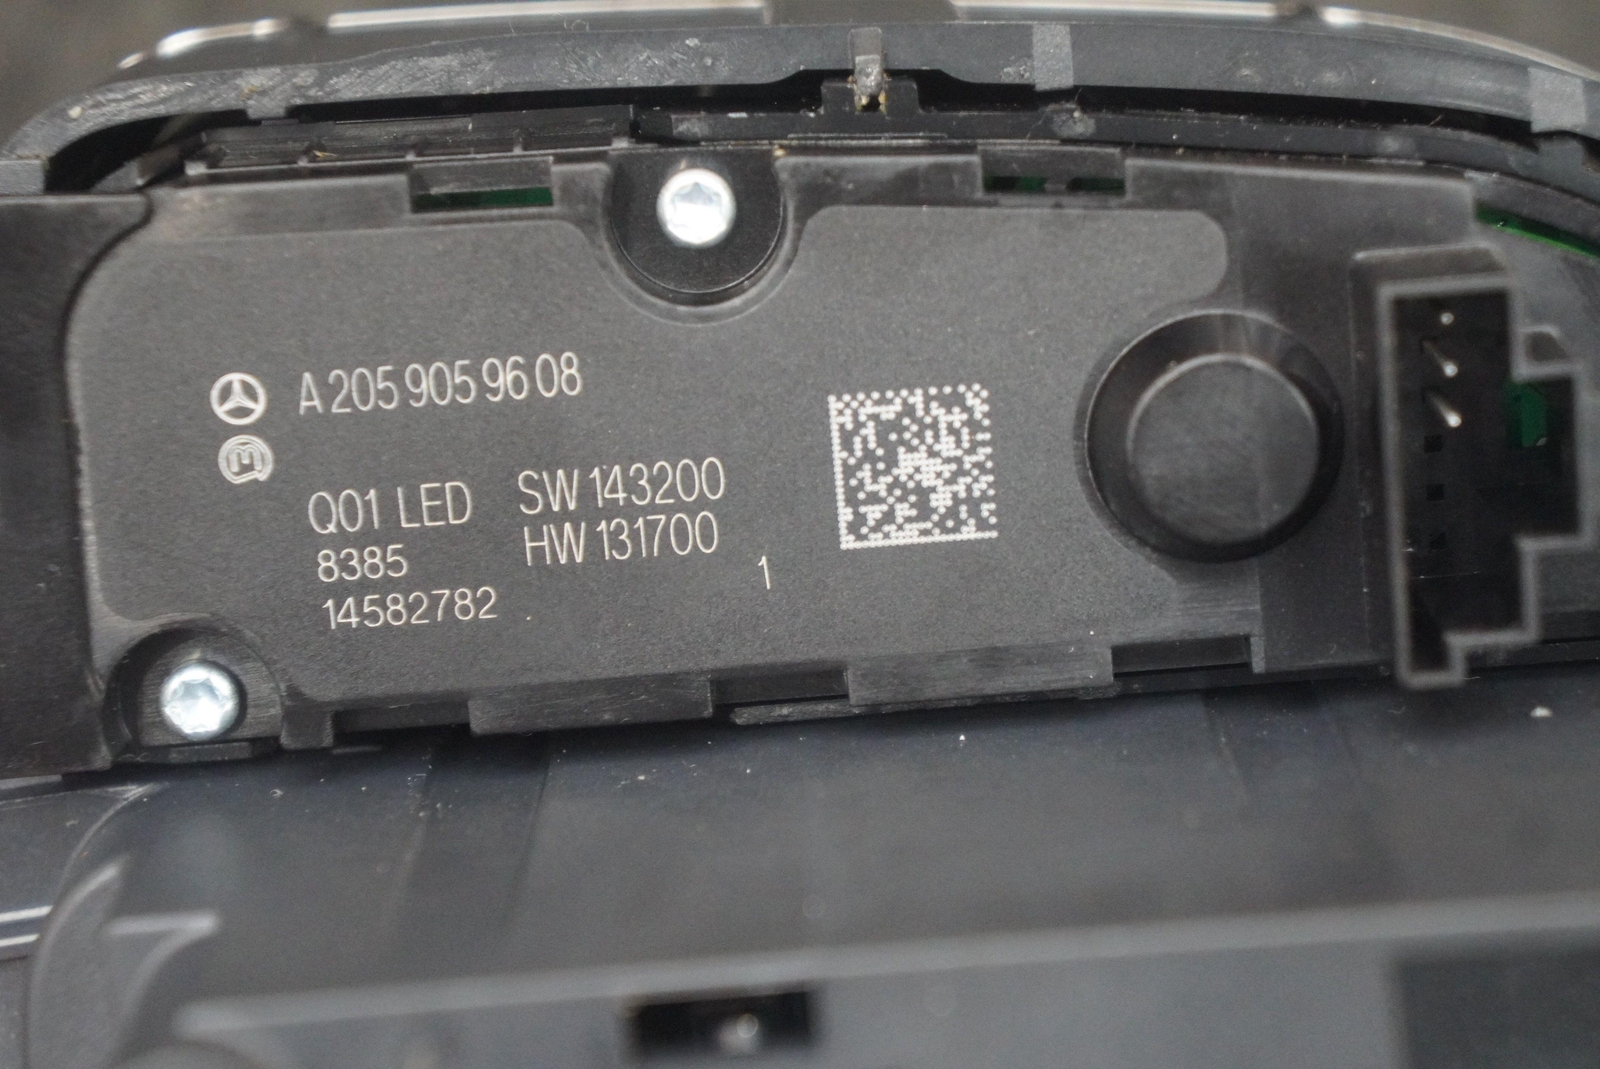 A 205 905 96 08
Q01 LED SW 143200
8385 HW 131700
14582782 1